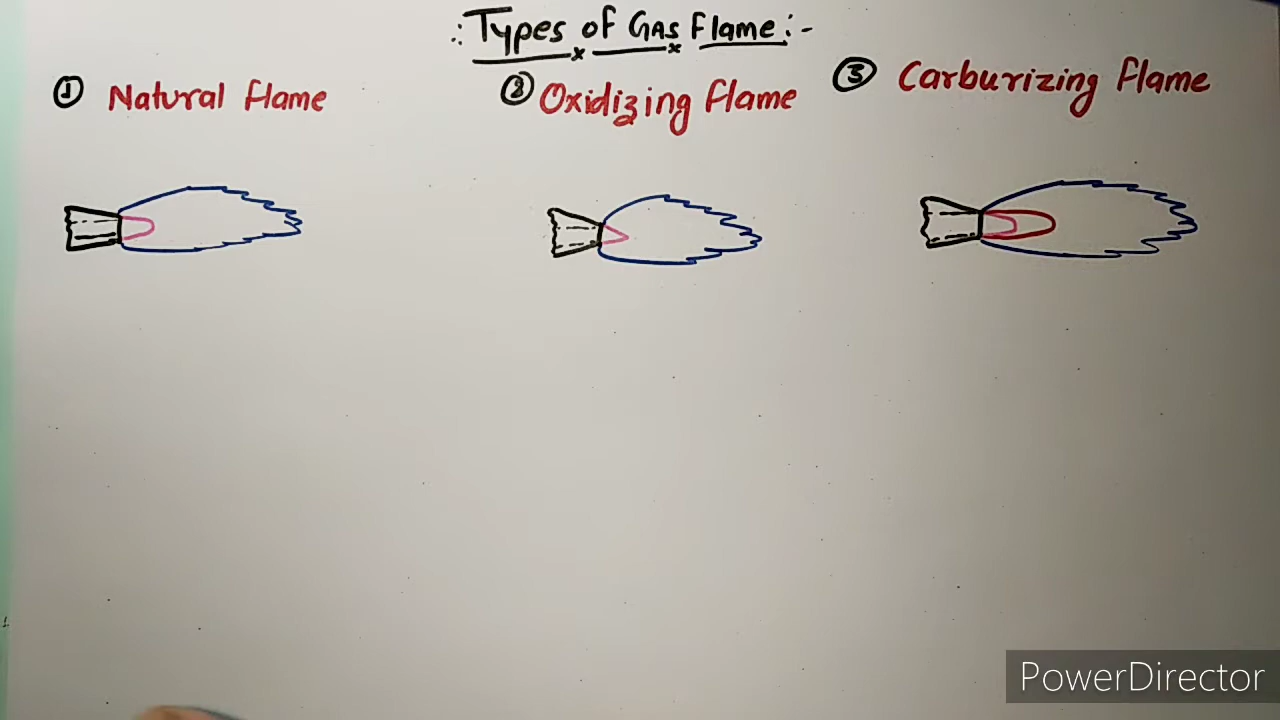 ∴ Types of GAS Flame :-
① Natural flame
② Oxidizing flame
③ Carburizing flame
PowerDirector